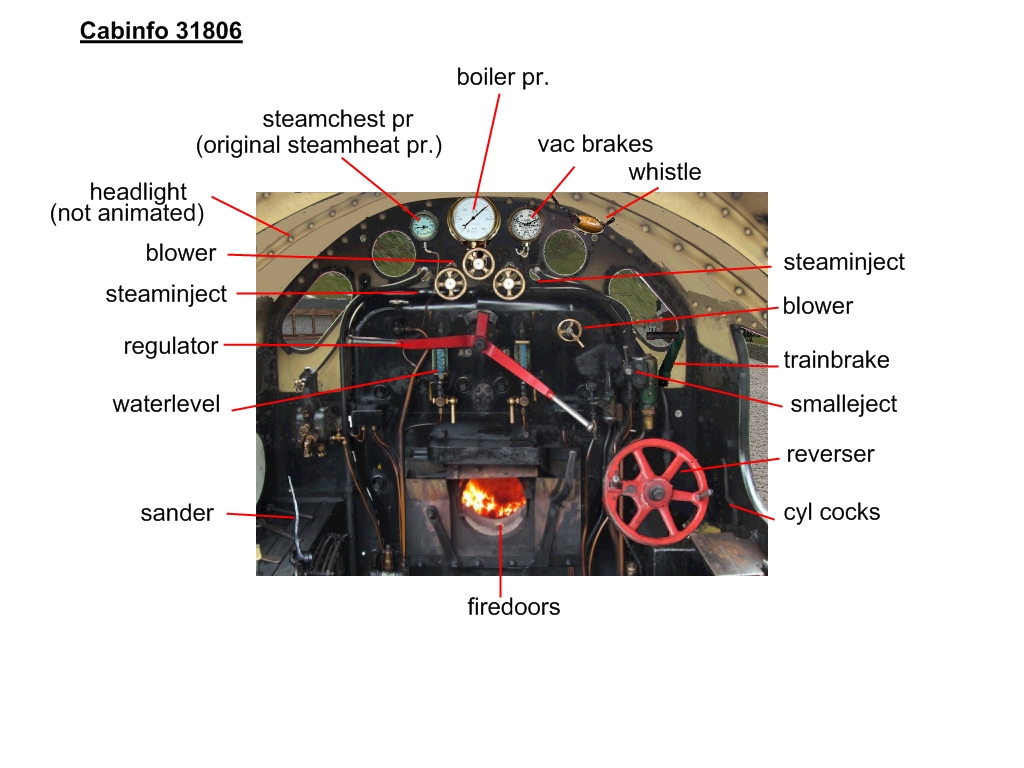 Cabinfo 31806
boiler pr.
steamchest pr
(original steamheat pr.)
vac brakes
whistle
headlight
(not animated)
blower
steaminject
steaminject
blower
regulator
trainbrake
waterlevel
smalleject
reverser
sander
cyl cocks
firedoors